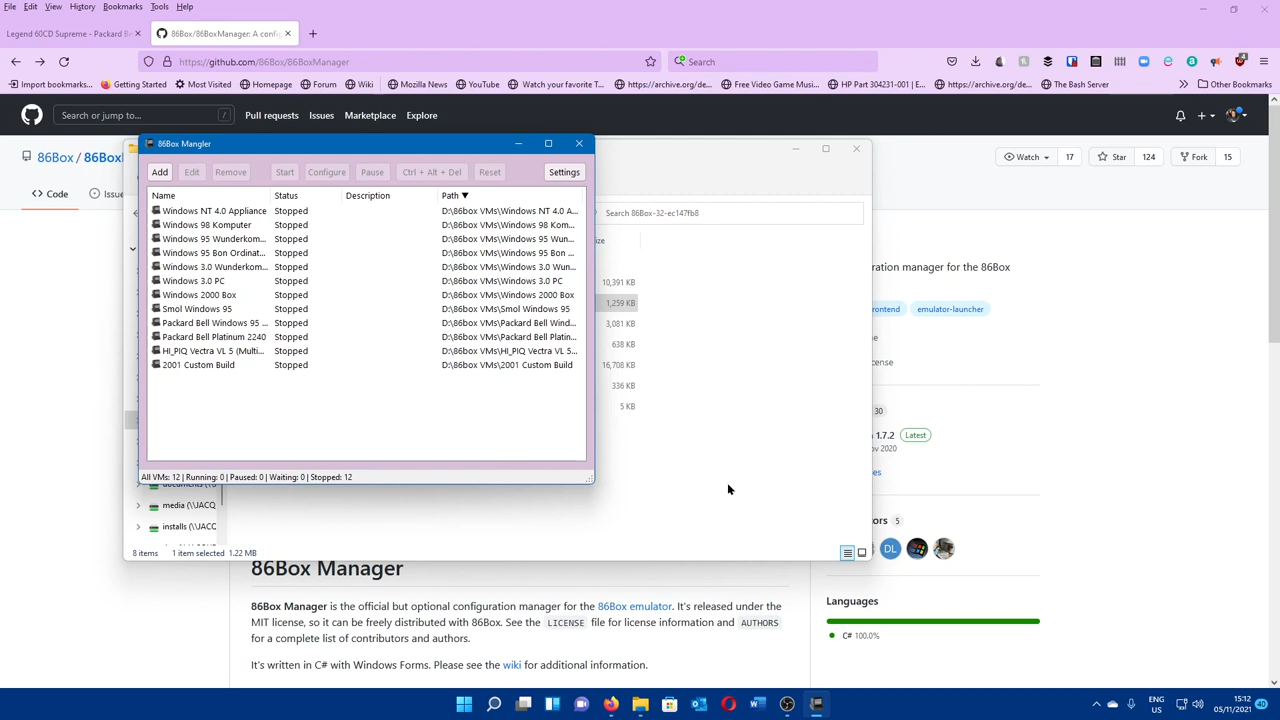 File Edit View History Bookmarks Tools Help
Legend 60CD Supreme - Packard Be
86Box/86BoxManager: A confi
https://github.com/86Box/86BoxManager
Search
4
Import bookmarks... Getting Started Most Visited Homepage Forum Wiki Mozilla News YouTube Watch your favorite T... https://archive.org/de... Free Video Game Musi... HP Part 304231-001 |... https://archive.org/de... The Bash Server Other Bookmarks
Search or jump to... / Pull requests Issues Marketplace Explore
86Box / 86Box
Watch 17 Star 124 Fork 15
Code Issue
86Box Mangler
Add Edit Remove Start Configure Pause Ctrl + Alt + Del Reset Settings
Name Status Description Path
Windows NT 4.0 Appliance Stopped D:\86box VMs\Windows NT 4.0 A...
Windows 98 Komputer Stopped D:\86box VMs\Windows 98 Kom...
Windows 95 Wunderkom... Stopped D:\86box VMs\Windows 95 Wun...
Windows 95 Bon Ordinat... Stopped D:\86box VMs\Windows 95 Bon ...
Windows 3.0 Wunderkom... Stopped D:\86box VMs\Windows 3.0 Wun...
Windows 3.0 PC Stopped D:\86box VMs\Windows 3.0 PC
Windows 2000 Box Stopped D:\86box VMs\Windows 2000 Box
Smol Windows 95 Stopped D:\86box VMs\Smol Windows 95
Packard Bell Windows 95 ... Stopped D:\86box VMs\Packard Bell Wind...
Packard Bell Platinum 2240 Stopped D:\86box VMs\Packard Bell Platin...
HI_PIQ Vectra VL 5 (Multi... Stopped D:\86box VMs\HI_PIQ Vectra VL 5...
2001 Custom Build Stopped D:\86box VMs\2001 Custom Build
All VMs: 12 | Running: 0 | Paused: 0 | Waiting: 0 | Stopped: 12
Search 86Box-32-ec147fb8
ize
10,391 KB
1,259 KB
3,081 KB
638 KB
16,708 KB
336 KB
5 KB
media (\\JACQ
installs (\\JACQ
8 items 1 item selected 1.22 MB
ration manager for the 86Box
rontend emulator-launcher
me
cense
30
1.7.2 Latest
ov 2020
es
ors 5
DL
86Box Manager
86Box Manager is the official but optional configuration manager for the 86Box emulator. It's released under the
MIT license, so it can be freely distributed with 86Box. See the LICENSE file for license information and AUTHORS
for a complete list of contributors and authors.
It's written in C# with Windows Forms. Please see the wiki for additional information.
Languages
C# 100.0%
ENG
US
15:12
05/11/2021